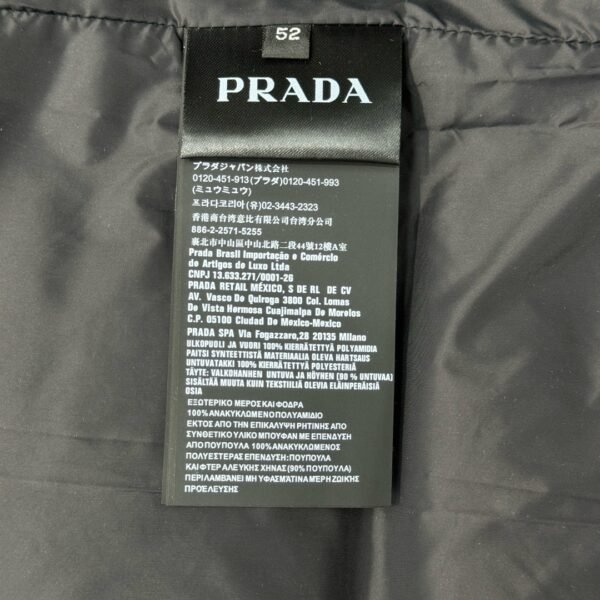 52
PRADA
プラダジャパン株式会社
0120-451-913(プラダ)0120-451-993
(ミュウミュウ)
프라다코리아(유)02-3443-2323
香港商台湾意比有限公司台湾分公司
886-2-2571-5255
臺北市中山區中山北路二段44號12樓A室
Prada Brasil Importação e Comércio
de Artigos de Luxo Ltda
CNPJ 13.633.271/0001-26
PRADA RETAIL MÉXICO, S DE RL DE CV
AV. Vasco De Quiroga 3800 Col. Lomas
De Vista Hermosa Cuajimalpa De Morelos
C.P. 05100 Ciudad De Mexico-Mexico
PRADA SPA Via Fogazzaro,28 20135 Milano
ULKOPUOLI JA VUORI 100% KIERRÄTETTYÄ POLYAMIDIA
PAITSI SYNTEETTISTÄ MATERIAALIA OLEVA HARTSAUS
UNTUVATAKKI 100% KIERRÄTETTYÄ POLYESTERIÄ
TÄYTE: VALKOHANHEN UNTUVA JA HÖYHEN (90 % UNTUVAA)
SISÄLTÄÄ MUUTA KUIN TEKSTIILIÄ OLEVIA ELÄINPERÄISIÄ
OSIA
ΕΞΩΤΕΡΙΚΟ ΜΕΡΟΣ ΚΑΙ ΦΟΔΡΑ
100% ΑΝΑΚΥΚΛΩΜΕΝΟ ΠΟΛΥΑΜΙΔΙΟ
ΕΚΤΟΣ ΑΠΟ ΤΗΝ ΕΠΙΚΑΛΥΨΗ ΡΗΤΙΝΗΣ ΑΠΟ
ΣΥΝΘΕΤΙΚΟ ΥΛΙΚΟ ΜΠΟΥΦΑΝ ΜΕ ΕΠΕΝΔΥΣΗ
ΑΠΟ ΠΟΥΠΟΥΛΑ 100% ΑΝΑΚΥΚΛΩΜΕΝΟΣ
ΠΟΛΥΕΣΤΕΡΑΣ ΕΠΕΝΔΥΣΗ: ΠΟΥΠΟΥΛΑ
ΚΑΙ ΦΤΕΡ ΑΛΕΥΚΗΣ ΧΗΝΑΣ (90% ΠΟΥΠΟΥΛΑ)
ΠΕΡΙΛΑΜΒΑΝΕΙ ΜΗ ΥΦΑΣΜΑΤΙΝΑ ΜΕΡΗ ΖΩΙΚΗΣ
ΠΡΟΕΛΕΥΣΗΣ